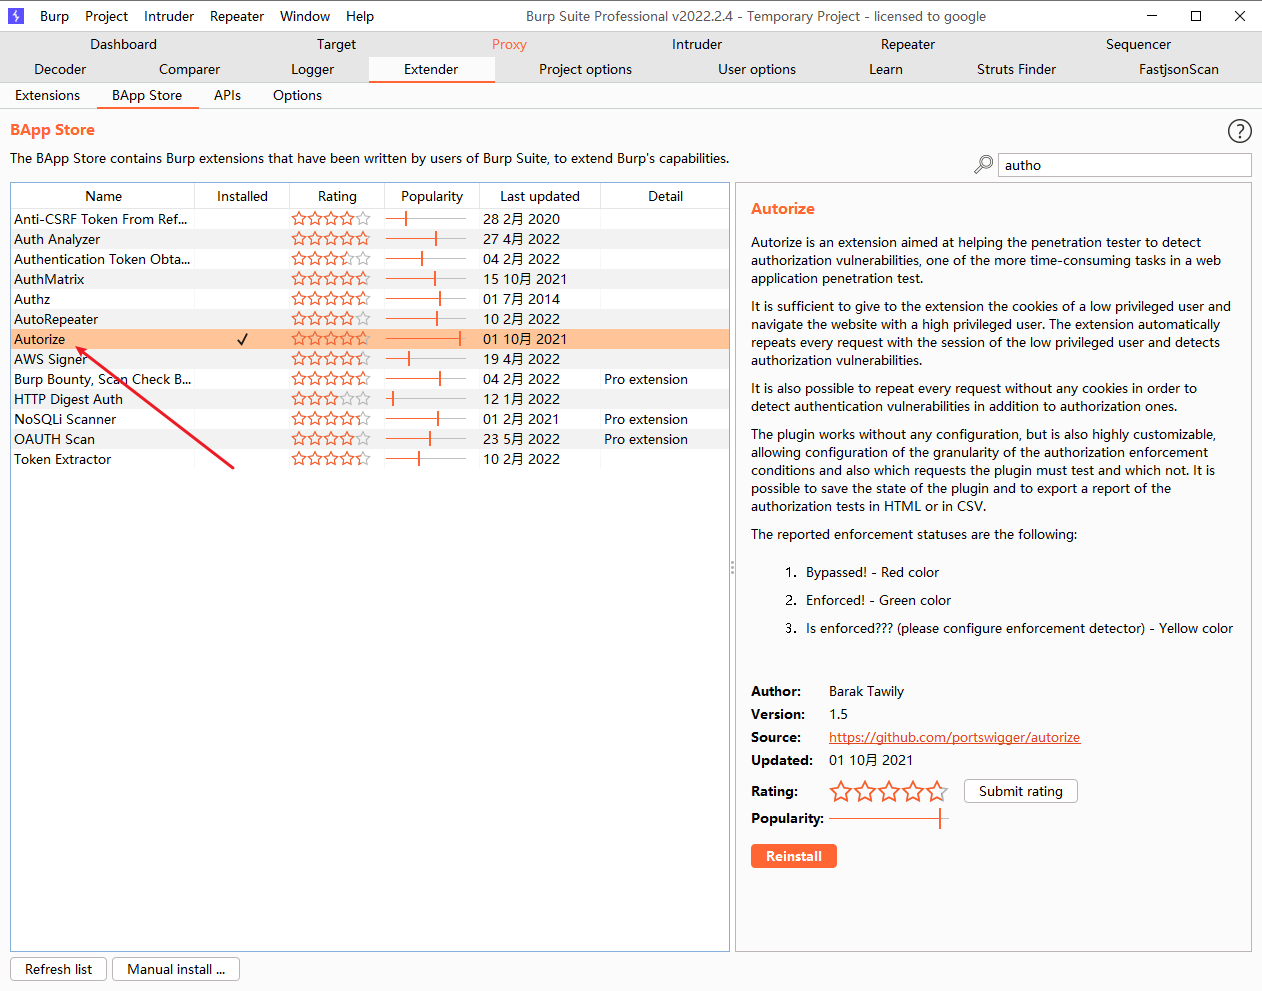 Burp Project Intruder Repeater Window Help Burp Suite Professional v2022.2.4 - Temporary Project - licensed to google
Dashboard Target Proxy Intruder Repeater Sequencer
Decoder Comparer Logger Extender Project options User options Learn Struts Finder FastjsonScan
Extensions BApp Store APIs Options
BApp Store
The BApp Store contains Burp extensions that have been written by users of Burp Suite, to extend Burp's capabilities.
autho
Name Installed Rating Popularity Last updated Detail
Anti-CSRF Token From Ref... 28 2月 2020
Auth Analyzer 27 4月 2022
Authentication Token Obta... 04 2月 2022
AuthMatrix 15 10月 2021
Authz 01 7月 2014
AutoRepeater 10 2月 2022
Autorize ✓ 01 10月 2021
AWS Signer 19 4月 2022
Burp Bounty, Scan Check B... 04 2月 2022 Pro extension
HTTP Digest Auth 12 1月 2022
NoSQLi Scanner 01 2月 2021 Pro extension
OAUTH Scan 23 5月 2022 Pro extension
Token Extractor 10 2月 2022
Autorize
Autorize is an extension aimed at helping the penetration tester to detect
authorization vulnerabilities, one of the more time-consuming tasks in a web
application penetration test.
It is sufficient to give to the extension the cookies of a low privileged user and
navigate the website with a high privileged user. The extension automatically
repeats every request with the session of the low privileged user and detects
authorization vulnerabilities.
It is also possible to repeat every request without any cookies in order to
detect authentication vulnerabilities in addition to authorization ones.
The plugin works without any configuration, but is also highly customizable,
allowing configuration of the granularity of the authorization enforcement
conditions and also which requests the plugin must test and which not. It is
possible to save the state of the plugin and to export a report of the
authorization tests in HTML or in CSV.
The reported enforcement statuses are the following:
1. Bypassed! - Red color
2. Enforced! - Green color
3. Is enforced??? (please configure enforcement detector) - Yellow color
Author: Barak Tawily
Version: 1.5
Source: https://github.com/portswigger/autorize
Updated: 01 10月 2021
Rating: Submit rating
Popularity:
Reinstall
Refresh list Manual install ...